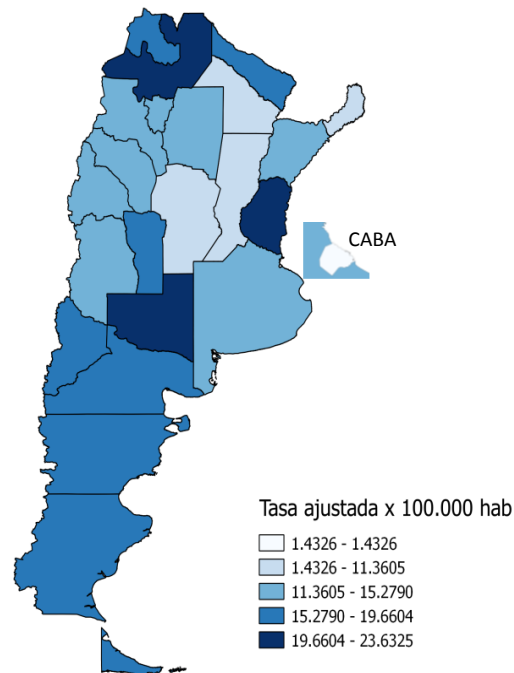 CABA
Tasa ajustada x 100.000 hab
1.4326 - 1.4326
1.4326 - 11.3605
11.3605 - 15.2790
15.2790 - 19.6604
19.6604 - 23.6325